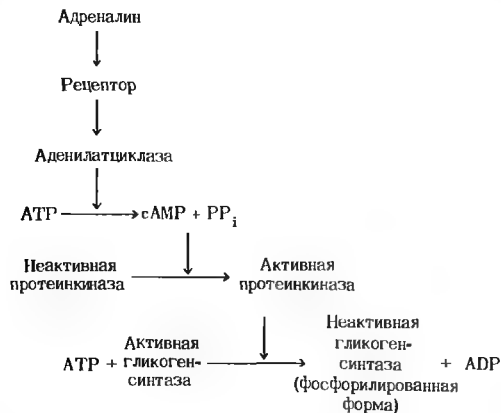 Адреналин
Рецептор
Аденилатциклаза
ATP cAMP + PPi
Неактивная
протеинкиназа
Активная
протеинкиназа
ATP + Активная
гликоген-
синтаза
Неактивная
гликоген-
синтаза + ADP
(фосфорилированная
форма)